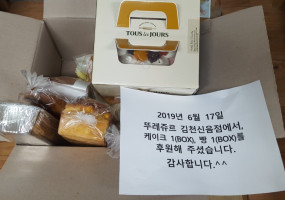 TOUS les JOURS
2019년 6월 17일
뚜레쥬르 김천신음점에서,
케이크 1(BOX), 빵 1(BOX)를
후원해 주셨습니다.
감사합니다.^^